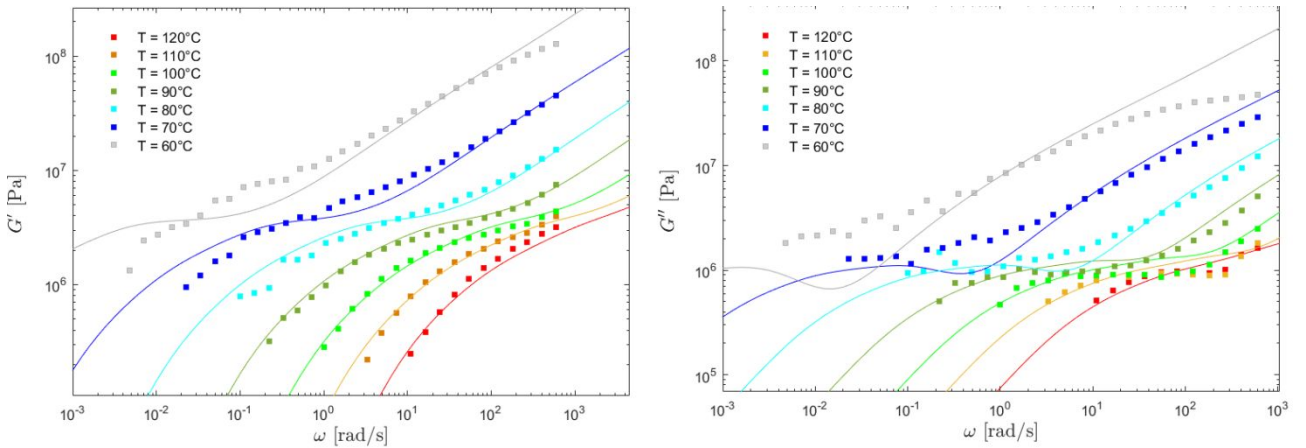 T = 120°C
T = 110°C
T = 100°C
T = 90°C
T = 80°C
T = 70°C
T = 60°C
10⁸
10⁷
10⁶
G′ [Pa]
10⁻³ 10⁻² 10⁻¹ 10⁰ 10¹ 10² 10³
ω [rad/s]
T = 120°C
T = 110°C
T = 100°C
T = 90°C
T = 80°C
T = 70°C
T = 60°C
10⁸
10⁷
10⁶
10⁵
G″ [Pa]
10⁻³ 10⁻² 10⁻¹ 10⁰ 10¹ 10² 10³
ω [rad/s]